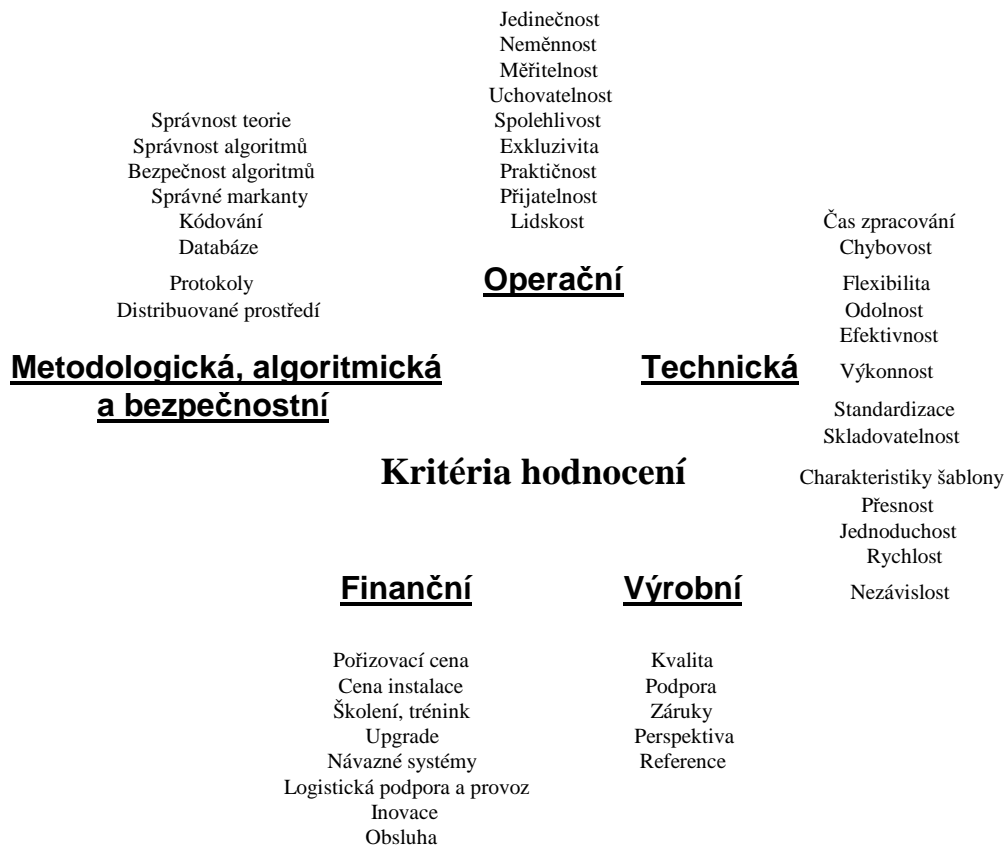 Jedinečnost
Neměnnost
Měřitelnost
Uchovatelnost
Spolehlivost
Exkluzivita
Praktičnost
Přijatelnost
Lidskost
Operační
Správnost teorie
Správnost algoritmů
Bezpečnost algoritmů
Správné markanty
Kódování
Databáze
Protokoly
Distribuované prostředí
Metodologická, algoritmická
a bezpečnostní
Čas zpracování
Chybovost
Flexibilita
Odolnost
Efektivnost
Technická
Výkonnost
Standardizace
Skladovatelnost
Charakteristiky šablony
Přesnost
Jednoduchost
Rychlost
Nezávislost
Kritéria hodnocení
Finanční
Pořizovací cena
Cena instalace
Školení, trénink
Upgrade
Návazné systémy
Logistická podpora a provoz
Inovace
Obsluha
Výrobní
Kvalita
Podpora
Záruky
Perspektiva
Reference